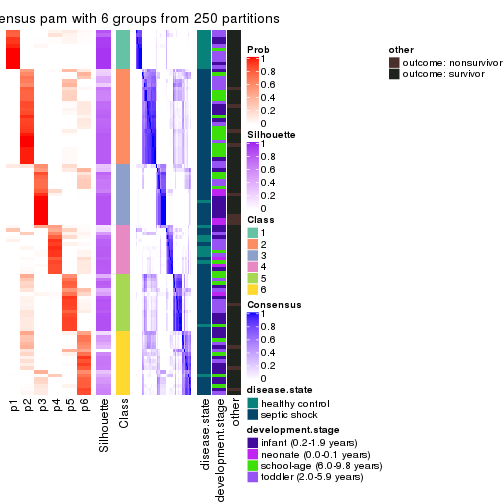 ensus pam with 6 groups from 250 partitions
Prob
1
0.8
0.6
0.4
0.2
0
Silhouette
1
0.8
0.6
0.4
0.2
0
Class
1
2
3
4
5
6
Consensus
1
0.8
0.6
0.4
0.2
0
disease.state
healthy control
septic shock
development.stage
infant (0.2-1.9 years)
neonate (0.0-0.1 years)
school-age (6.0-9.8 years)
toddler (2.0-5.9 years)
other
outcome: nonsurvivor
outcome: survivor
p1
p2
p3
p4
p5
p6
Silhouette
Class
disease.state
development.stage
other